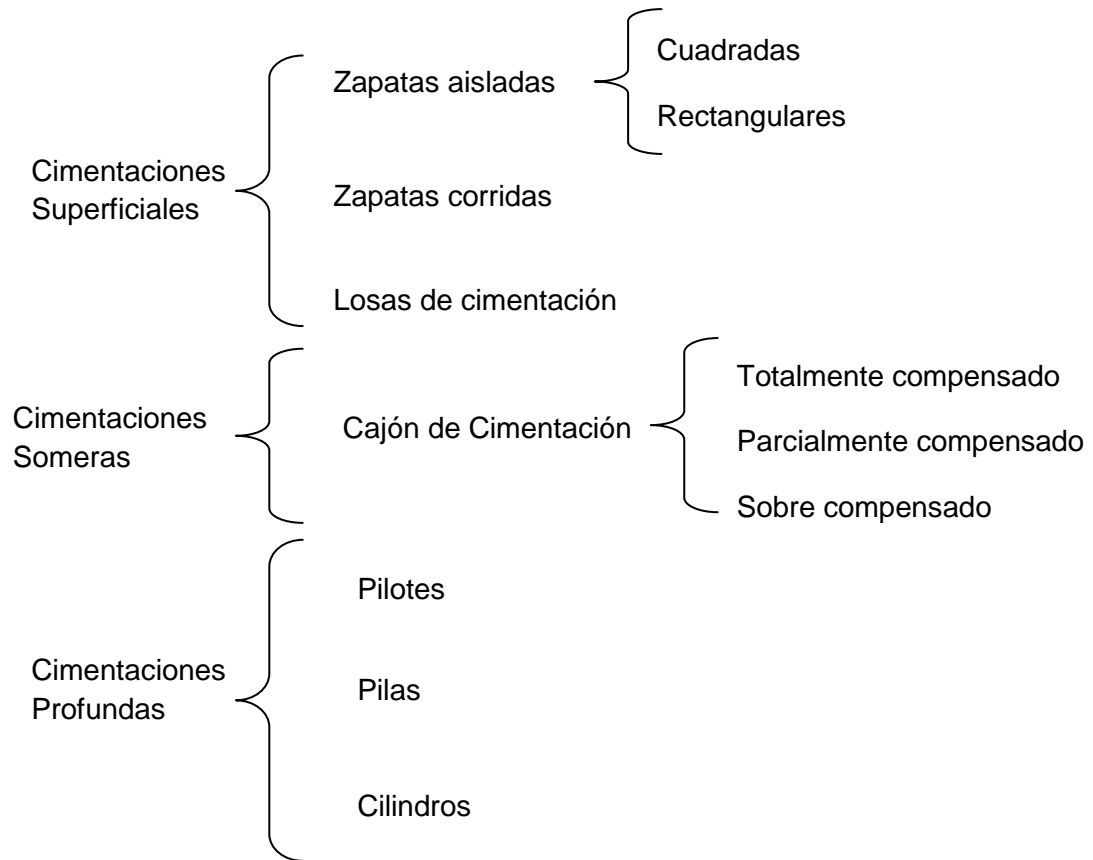 Cimentaciones
Superficiales
Zapatas aisladas
Cuadradas
Rectangulares
Zapatas corridas
Losas de cimentación
Cimentaciones
Someras
Cajón de Cimentación
Totalmente compensado
Parcialmente compensado
Sobre compensado
Cimentaciones
Profundas
Pilotes
Pilas
Cilindros